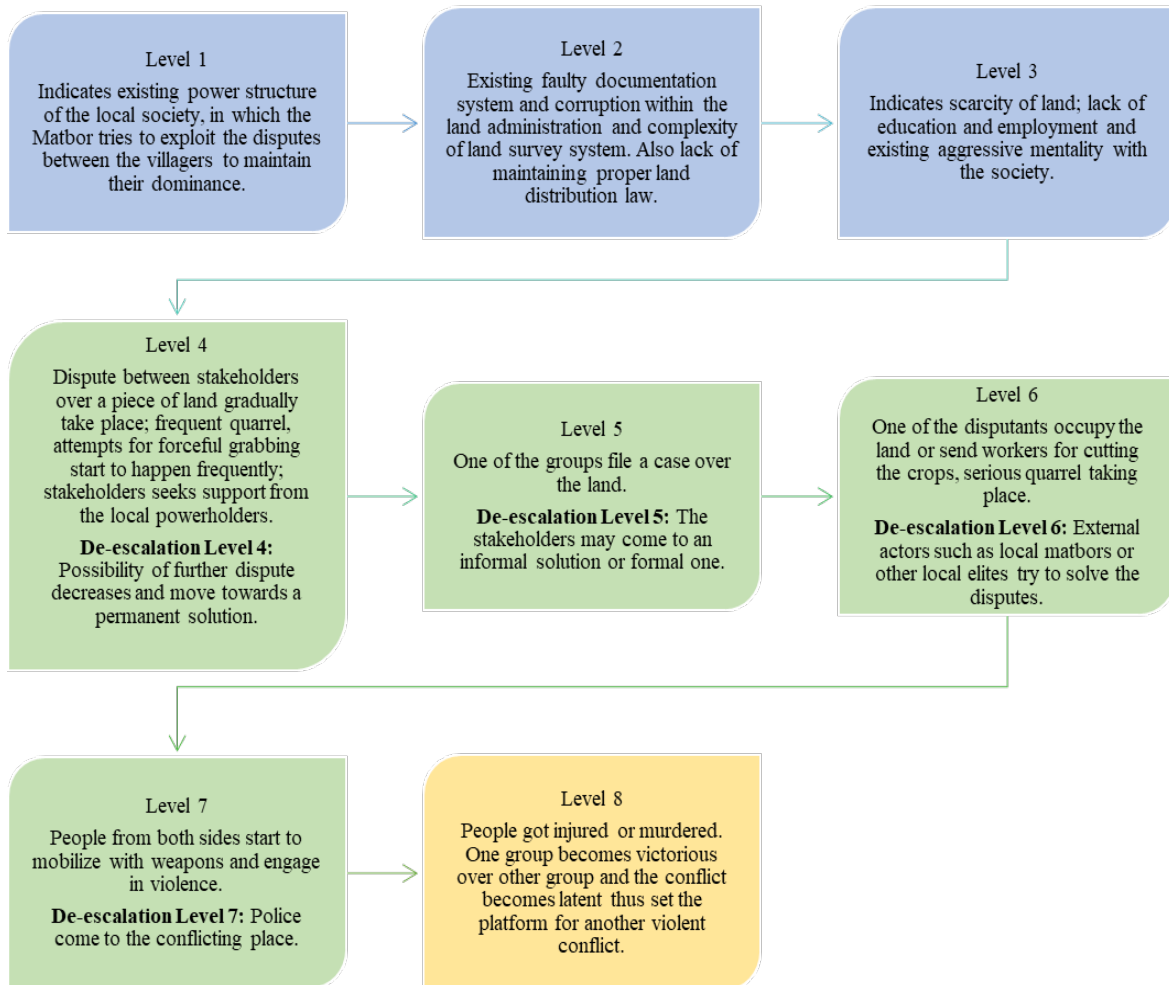 Level 1
Indicates existing power structure
of the local society, in which the
Matbor tries to exploit the disputes
between the villagers to maintain
their dominance.
Level 2
Existing faulty documentation
system and corruption within the
land administration and complexity
of land survey system. Also lack of
maintaining proper land
distribution law.
Level 3
Indicates scarcity of land; lack of
education and employment and
existing aggressive mentality with
the society.
Level 4
Dispute between stakeholders
over a piece of land gradually
take place; frequent quarrel,
attempts for forceful grabbing
start to happen frequently;
stakeholders seeks support from
the local powerholders.
De-escalation Level 4:
Possibility of further dispute
decreases and move towards a
permanent solution.
Level 5
One of the groups file a case over
the land.
De-escalation Level 5: The
stakeholders may come to an
informal solution or formal one.
Level 6
One of the disputants occupy the
land or send workers for cutting
the crops, serious quarrel taking
place.
De-escalation Level 6: External
actors such as local matbors or
other local elites try to solve the
disputes.
Level 7
People from both sides start to
mobilize with weapons and engage
in violence.
De-escalation Level 7: Police
come to the conflicting place.
Level 8
People got injured or murdered.
One group becomes victorious
over other group and the conflict
becomes latent thus set the
platform for another violent
conflict.